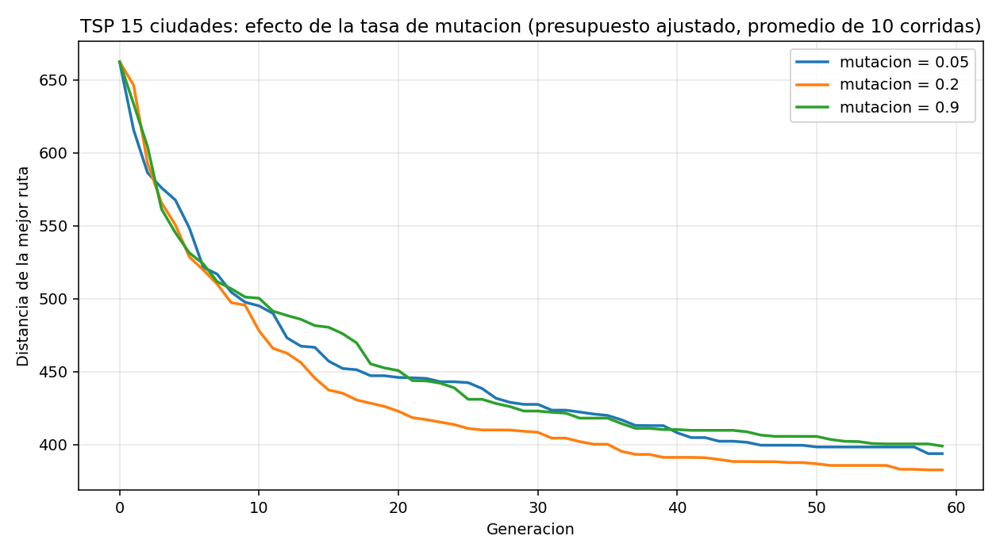 TSP 15 ciudades: efecto de la tasa de mutacion (presupuesto ajustado, promedio de 10 corridas)
mutacion = 0.05
mutacion = 0.2
mutacion = 0.9
Distancia de la mejor ruta
650
600
550
500
450
400
0 10 20 30 40 50 60
Generacion